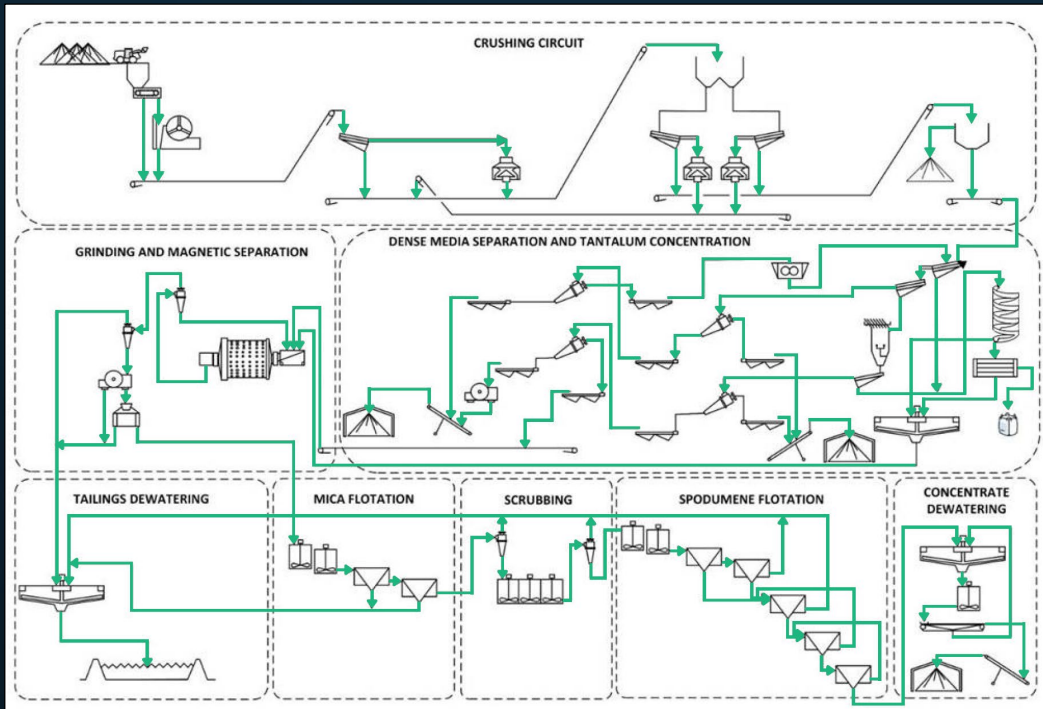 CRUSHING CIRCUIT
GRINDING AND MAGNETIC SEPARATION
DENSE MEDIA SEPARATION AND TANTALUM CONCENTRATION
TAILINGS DEWATERING
MICA FLOTATION
SCRUBBING
SPODUMENE FLOTATION
CONCENTRATE
DEWATERING